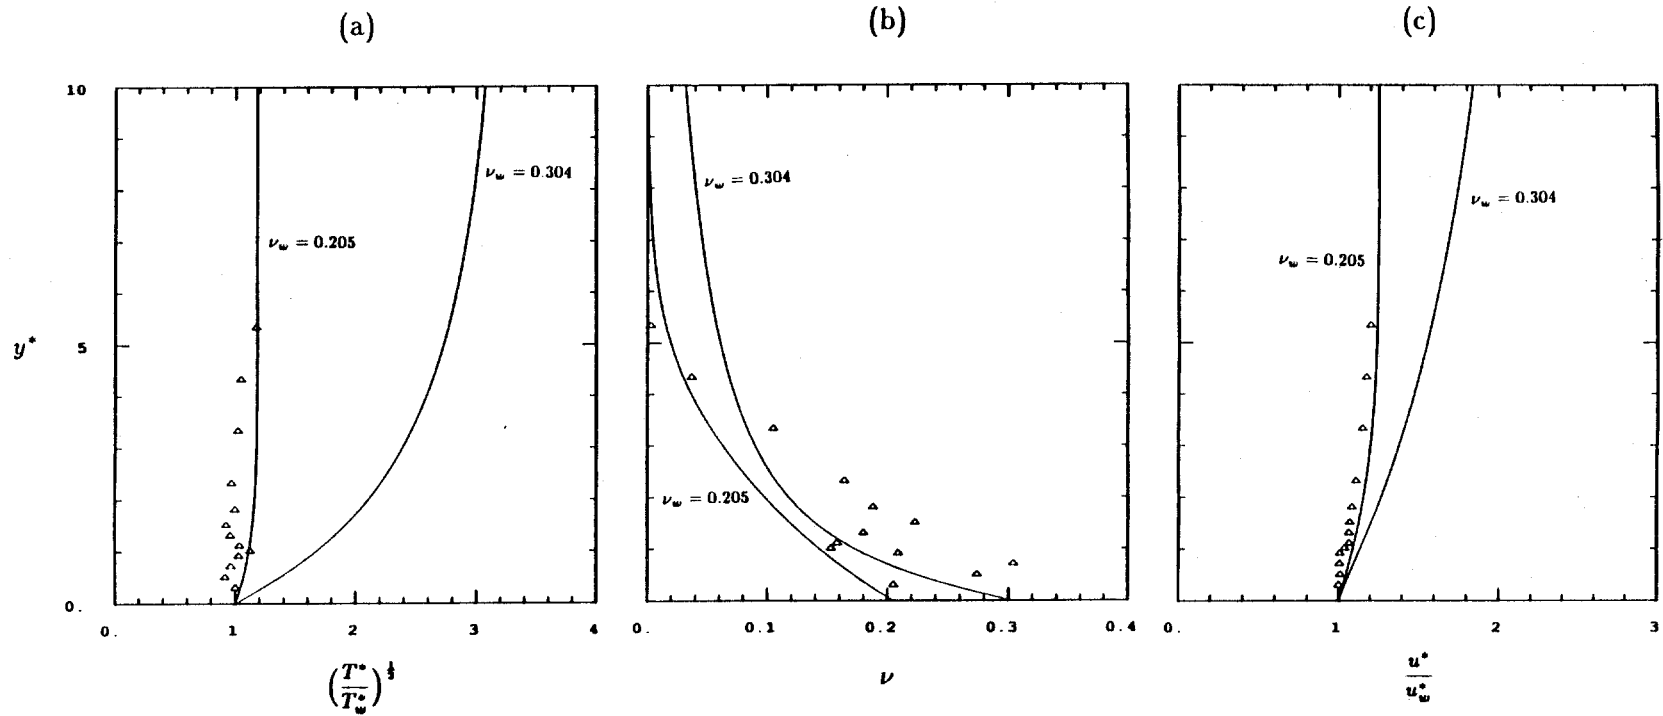 (a) (b) (c)
10
ν_w = 0.304
ν_w = 0.205
y*
5
0.
0. 1 2 3 4
(T*/T*_w)^{1/2}
ν_w = 0.304
ν_w = 0.205
0. 0.1 0.2 0.3 0.4
ν
ν_w = 0.304
ν_w = 0.205
0. 1 2 3
u*/u*_w